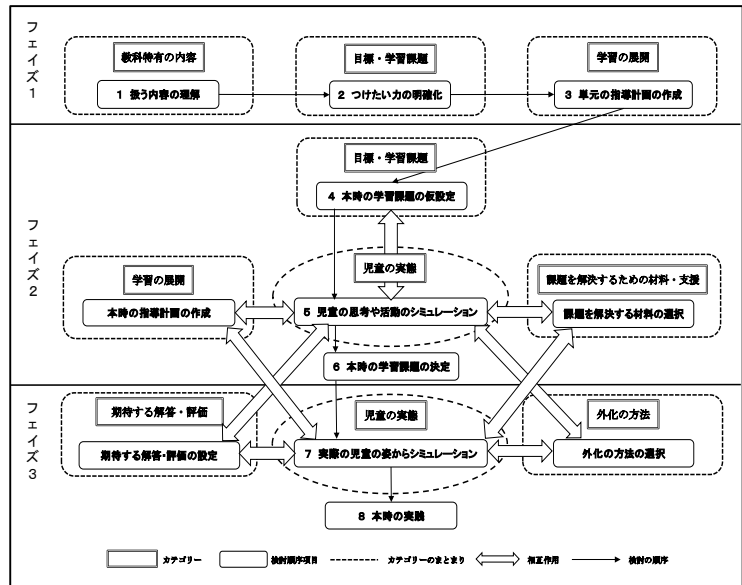 フェイズ1
教科特有の内容
目標・学習課題
学習の展開
1 扱う内容の理解
2 つけたい力の明確化
3 単元の指導計画の作成
フェイズ2
目標・学習課題
4 本時の学習課題の仮設定
児童の実態
学習の展開
課題を解決するための材料・支援
本時の指導計画の作成
5 児童の思考や活動のシミュレーション
課題を解決する材料の選択
6 本時の学習課題の決定
フェイズ3
期待する解答・評価
児童の実態
外化の方法
期待する解答・評価の設定
7 実際の児童の姿からシミュレーション
外化の方法の選択
8 本時の実践
カテゴリー
検討順序項目
カテゴリーのまとまり
相互作用
検討の順序